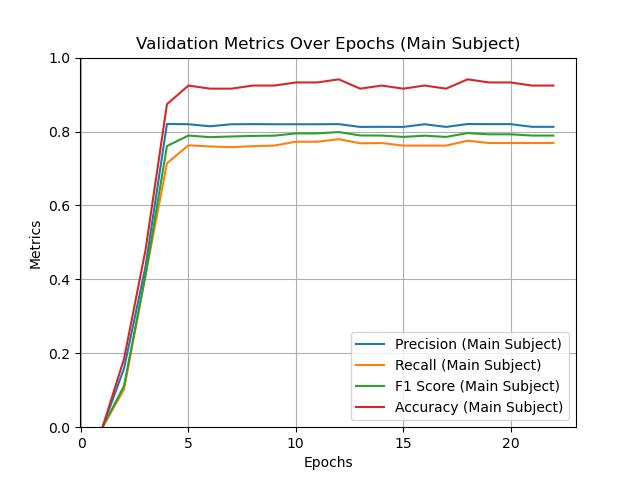 Validation Metrics Over Epochs (Main Subject)
1.0
0.8
0.6
0.4
0.2
0.0
Metrics
0
5
10
15
20
Epochs
Precision (Main Subject)
Recall (Main Subject)
F1 Score (Main Subject)
Accuracy (Main Subject)